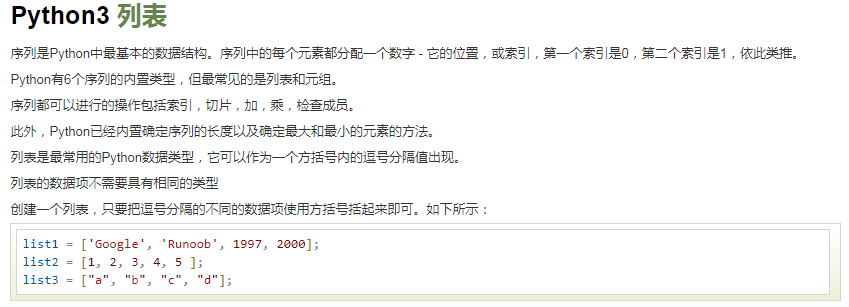 Python3 列表
序列是Python中最基本的数据结构。序列中的每个元素都分配一个数字 - 它的位置，或索引，第一个索引是0，第二个索引是1，依此类推。
Python有6个序列的内置类型，但最常见的是列表和元组。
序列都可以进行的操作包括索引，切片，加，乘，检查成员。
此外，Python已经内置确定序列的长度以及确定最大和最小的元素的方法。
列表是最常用的Python数据类型，它可以作为一个方括号内的逗号分隔值出现。
列表的数据项不需要具有相同的类型
创建一个列表，只要把逗号分隔的不同的数据项使用方括号括起来即可。如下所示：
list1 = ['Google', 'Runoob', 1997, 2000];
list2 = [1, 2, 3, 4, 5 ];
list3 = ["a", "b", "c", "d"];